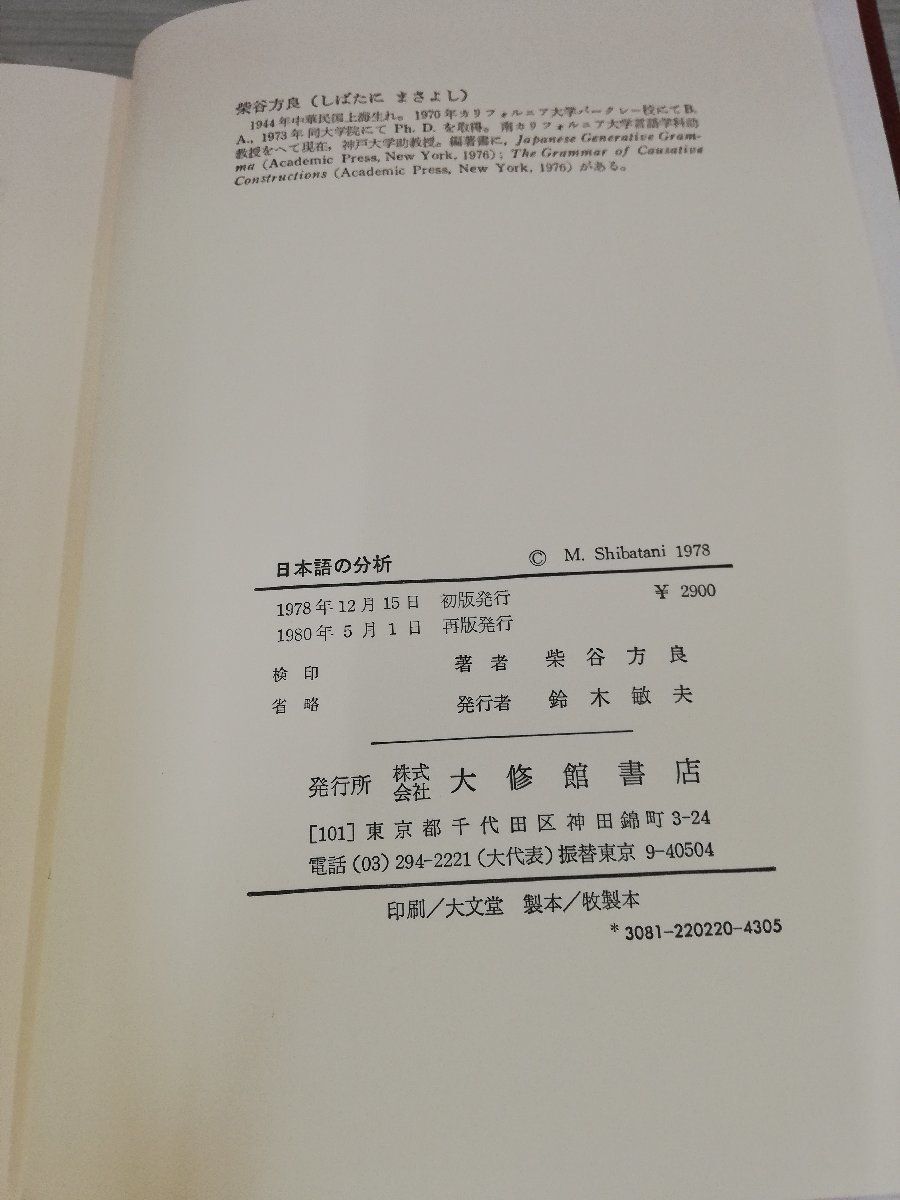 柴谷方良（しばたに まさよし）
1944年中華民国上海生れ。1970年カリフォルニア大学バークレー校にてB.
A., 1973年同大学院にて Ph. D. を取得。南カリフォルニア大学言語学科助
教授をへて現在，神戸大学助教授。編著書に，Japanese Generative Gram-
ma (Academic Press, New York, 1976)；The Grammar of Causative
Constructions (Academic Press, New York, 1976) がある。
日本語の分析 © M. Shibatani 1978
1978年12月15日 初版発行 ¥ 2900
1980年5月1日 再版発行
検印 著者 柴谷方良
省略 発行者 鈴木敏夫
発行所 株式会社 大修館書店
[101] 東京都千代田区神田錦町 3-24
電話 (03) 294-2221 (大代表) 振替東京 9-40504
印刷／大文堂 製本／牧製本
*3081-220220-4305